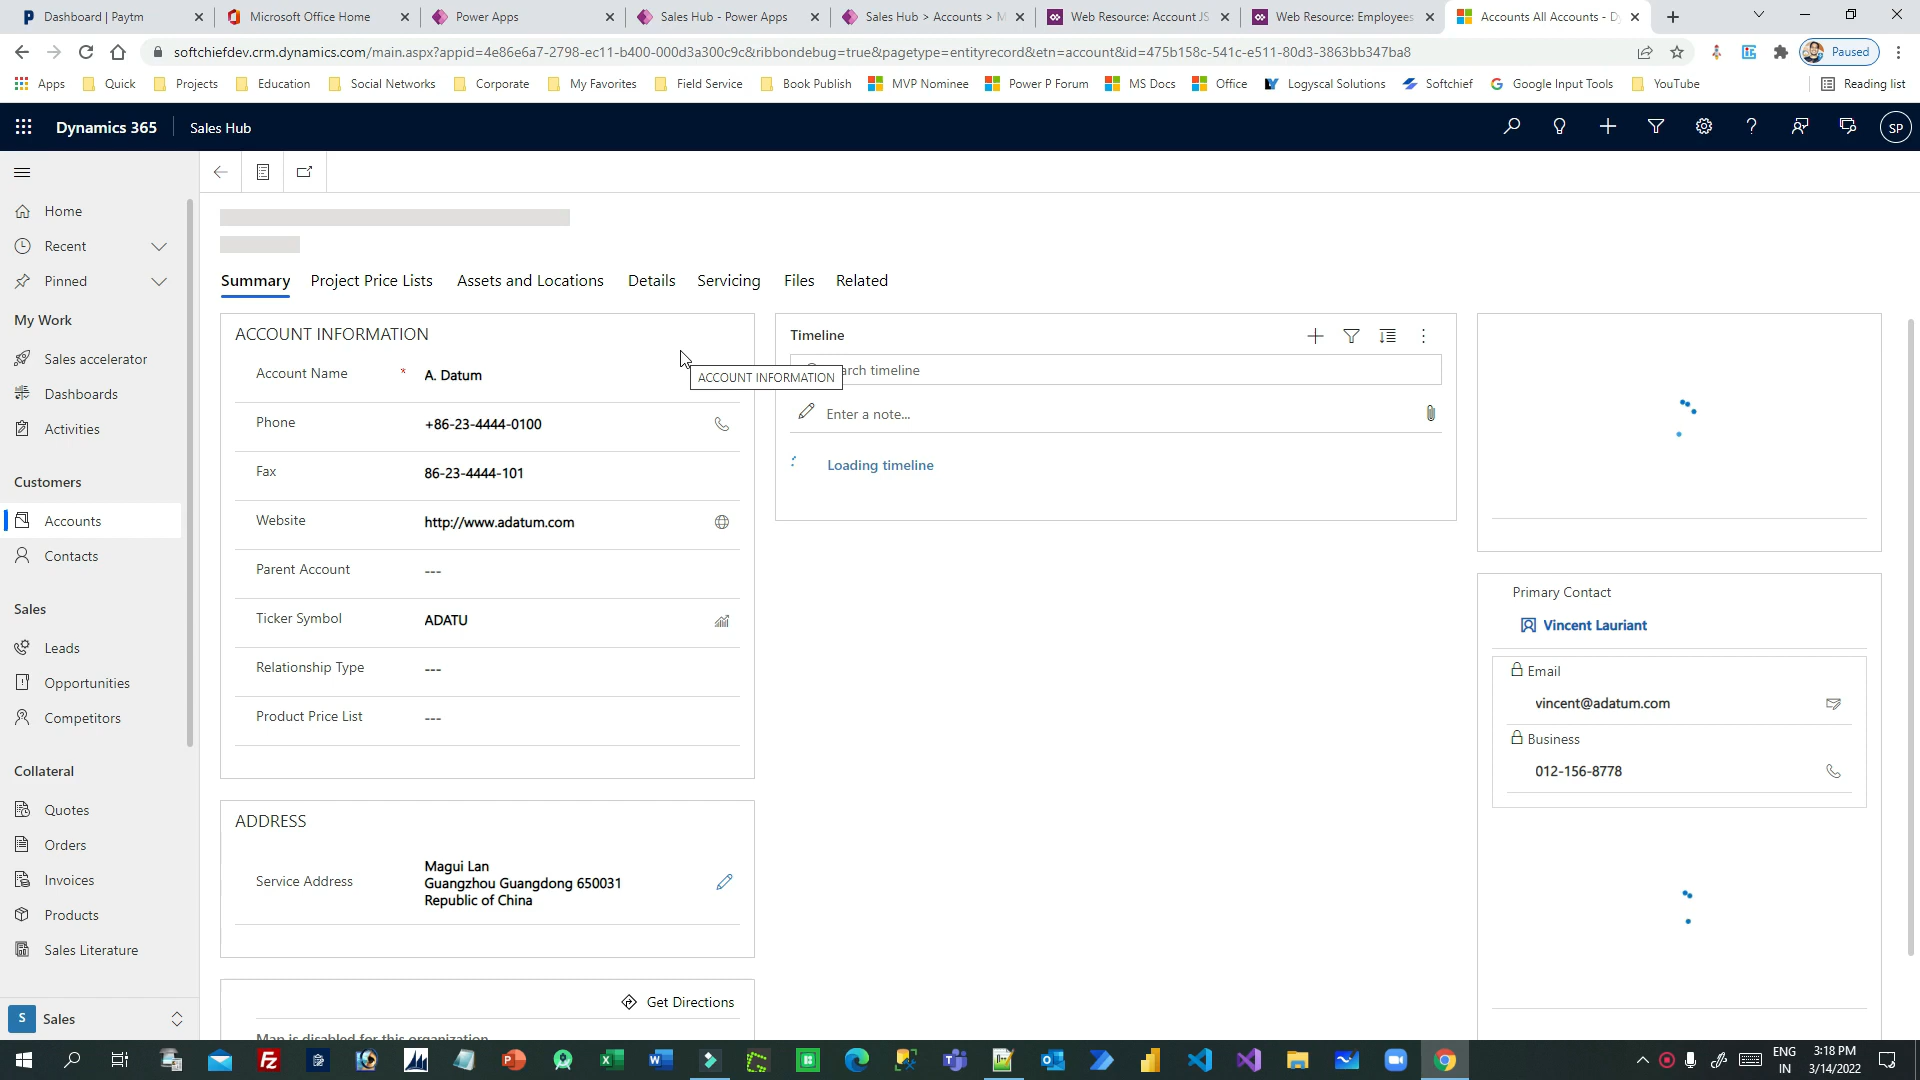 Dashboard | Paytm
Microsoft Office Home
Power Apps
Sales Hub - Power Apps
Sales Hub > Accounts > M
Web Resource: Account JS
Web Resource: Employees
Accounts All Accounts - Dy
softchiefdev.crm.dynamics.com/main.aspx?appid=4e86e6a7-2798-ec11-b400-000d3a300c9c&ribbondebug=true&pagetype=entityrecord&etn=account&id=475b158c-541c-e511-80d3-3863bb347ba8
Paused
Apps
Quick
Projects
Education
Social Networks
Corporate
My Favorites
Field Service
Book Publish
MVP Nominee
Power P Forum
MS Docs
Office
Logyscal Solutions
Softchief
Google Input Tools
YouTube
Reading list
Dynamics 365
Sales Hub
SP
Home
Recent
Pinned
My Work
Sales accelerator
Dashboards
Activities
Customers
Accounts
Contacts
Sales
Leads
Opportunities
Competitors
Collateral
Quotes
Orders
Invoices
Products
Sales Literature
S Sales
Summary
Project Price Lists
Assets and Locations
Details
Servicing
Files
Related
ACCOUNT INFORMATION
Account Name * A. Datum
Phone +86-23-4444-0100
Fax 86-23-4444-101
Website http://www.adatum.com
Parent Account ---
Ticker Symbol ADATU
Relationship Type ---
Product Price List ---
ACCOUNT INFORMATION
ADDRESS
Service Address
Magui Lan
Guangzhou Guangdong 650031
Republic of China
Get Directions
Map is disabled for this organization
Timeline
arch timeline
Enter a note...
Loading timeline
Primary Contact
Vincent Lauriant
Email
vincent@adatum.com
Business
012-156-8778
ENG
IN
3:18 PM
3/14/2022